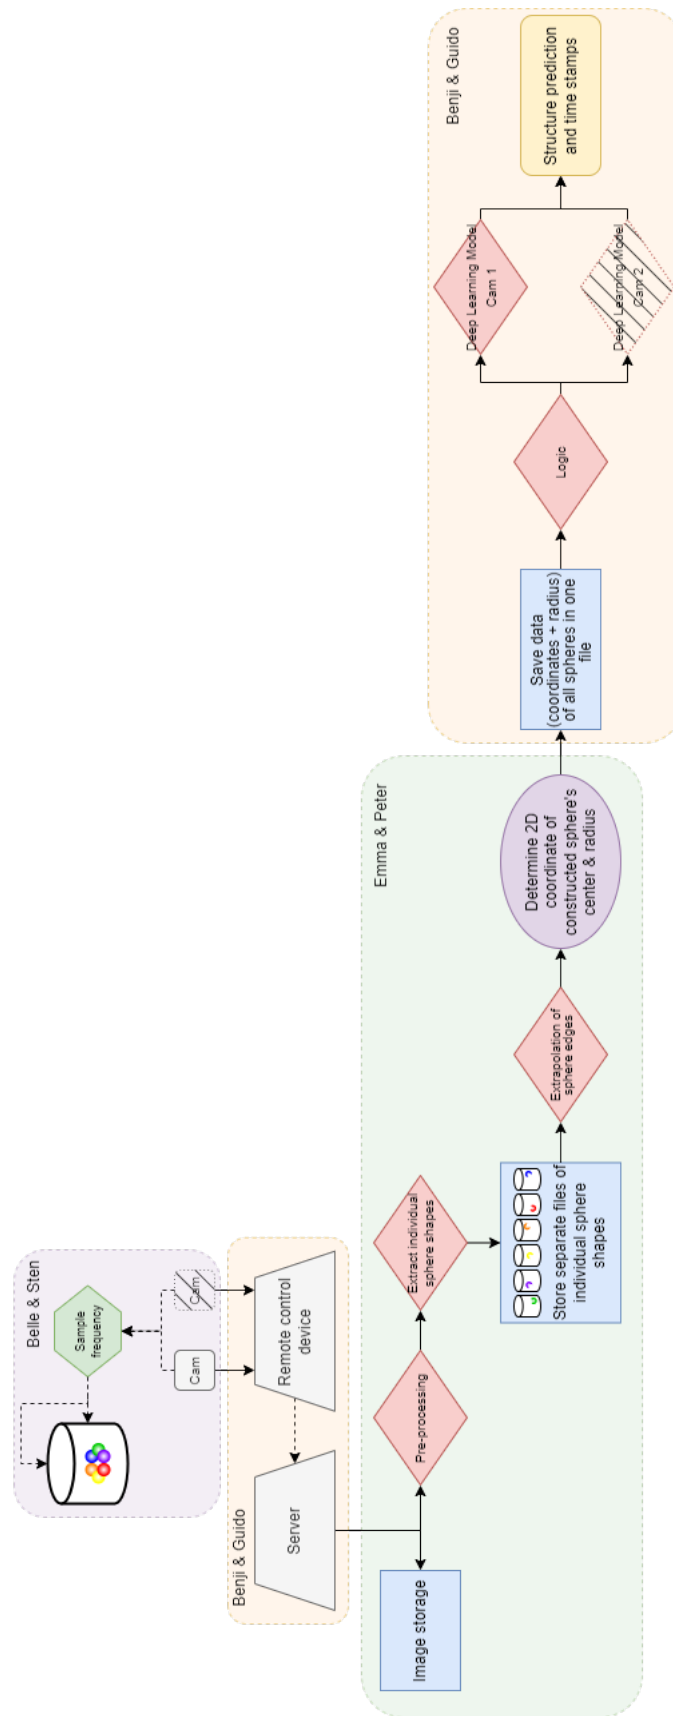 Belle & Sten
Sample
frequency
Cam
Cam
Benji & Guido
Remote control
device
Server
Emma & Peter
Image storage
Pre-processing
Extract individual
sphere shapes
Store separate files of
individual sphere
shapes
Extrapolation of
sphere edges
Determine 2D
coordinate of
constructed sphere's
center & radius
Benji & Guido
Save data
(coordinates + radius)
of all spheres in one
file
Logic
Deep Learning Model
Cam 1
Deep Learning Model
Cam 2
Structure prediction
and time stamps